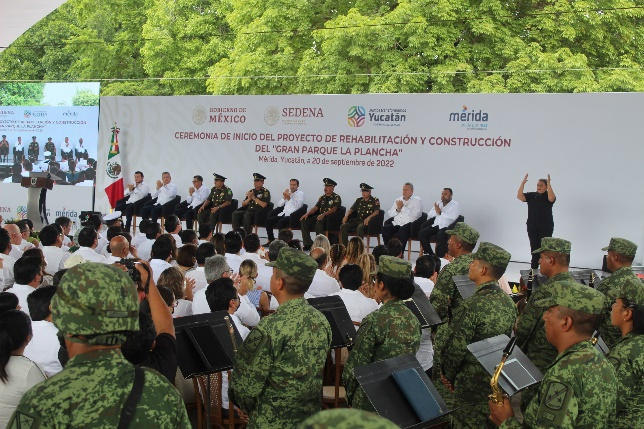 GOBIERNO DE MÉXICO
SEDENA
Yucatán
mérida
CEREMONIA DE INICIO DEL PROYECTO DE REHABILITACIÓN Y CONSTRUCCIÓN
DEL "GRAN PARQUE LA PLANCHA"
Mérida, Yucatán, a 20 de septiembre de 2022